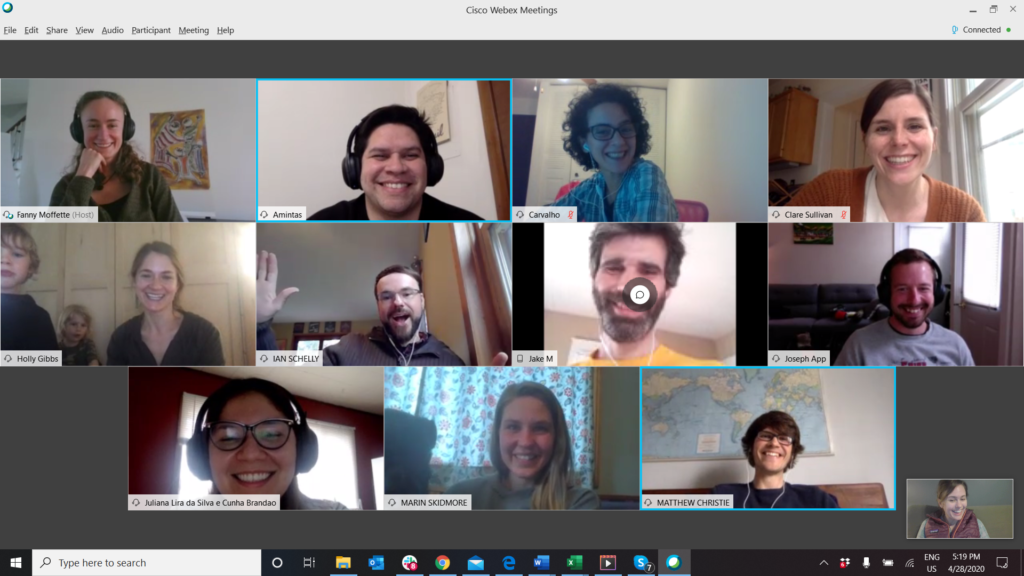 Cisco Webex Meetings
File Edit Share View Audio Participant Meeting Help
Connected
Fanny Moffette (Host)
Amintas
Carvalho
Clare Sullivan
Holly Gibbs
IAN SCHELLY
Jake M
Joseph App
Juliana Lira da Silva e Cunha Brandao
MARIN SKIDMORE
MATTHEW CHRISTIE
Type here to search
8
7
ENG
US
5:19 PM
4/28/2020